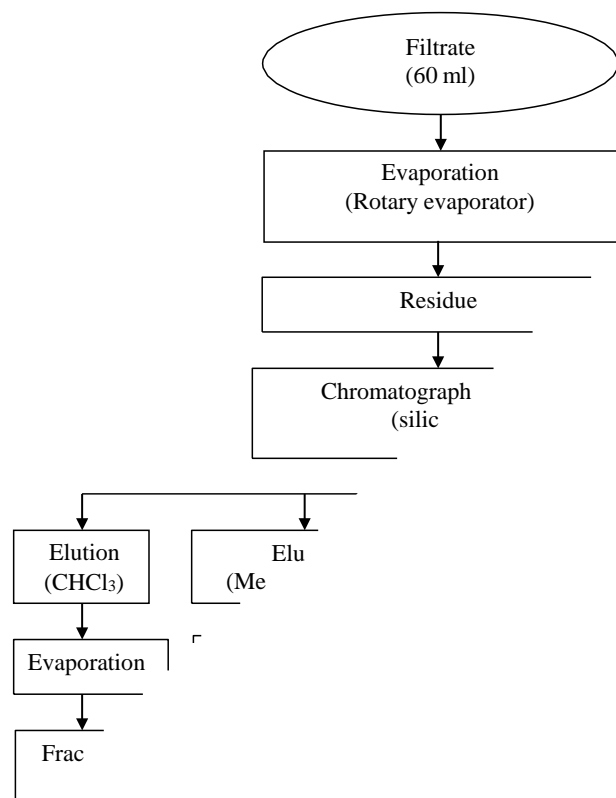 Filtrate
(60 ml)
Evaporation
(Rotary evaporator)
Residue
Chromatograph
(silic
Elution
(CHCl₃)
Elu
(Me
Evaporation
Frac